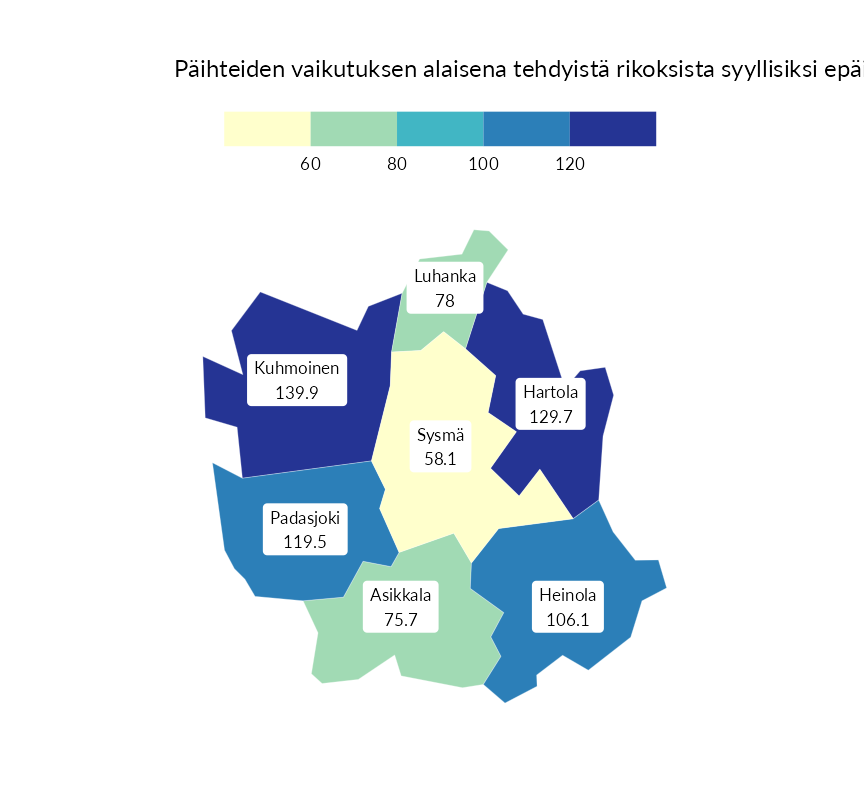 Päihteiden vaikutuksen alaisena tehdyistä rikoksista syyllisiksi
60 80 100 120
Luhanka
78
Kuhmoinen
139.9
Hartola
129.7
Sysmä
58.1
Padasjoki
119.5
Asikkala
75.7
Heinola
106.1